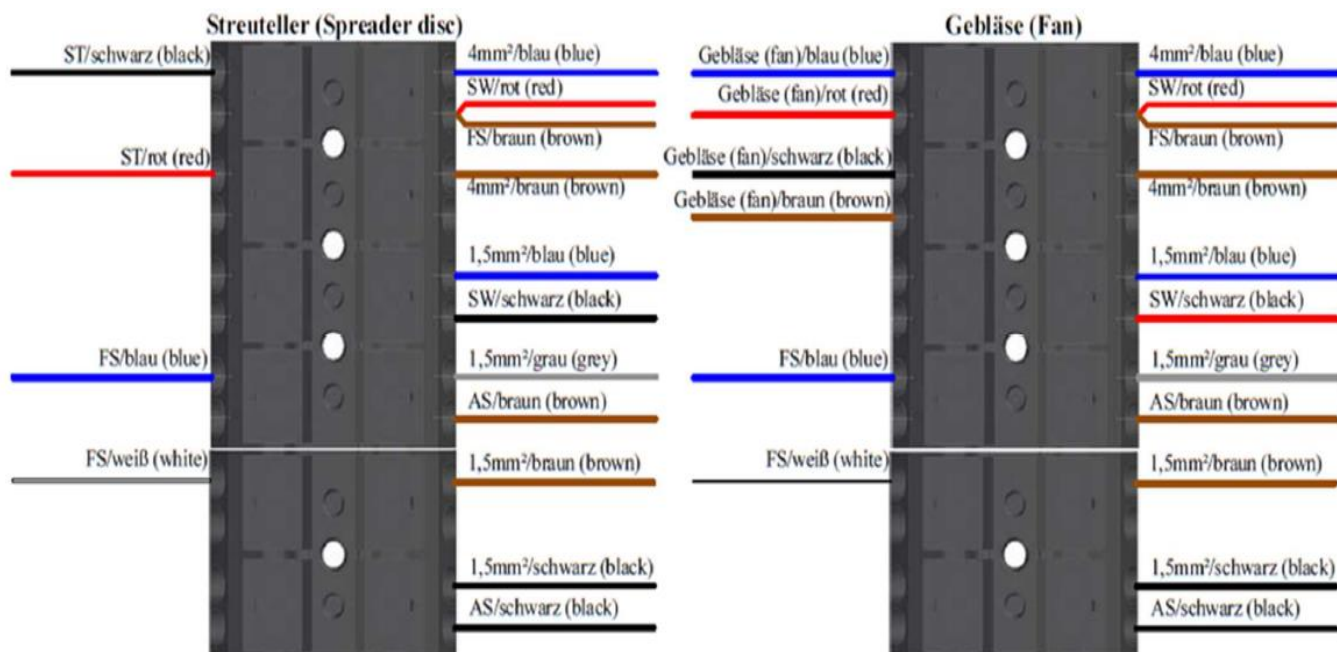 Streuteller (Spreader disc)
ST/schwarz (black)
ST/rot (red)
FS/blau (blue)
FS/weiß (white)
4mm²/blau (blue)
SW/rot (red)
FS/braun (brown)
4mm²/braun (brown)
1,5mm²/blau (blue)
SW/schwarz (black)
1,5mm²/grau (grey)
AS/braun (brown)
1,5mm²/braun (brown)
1,5mm²/schwarz (black)
AS/schwarz (black)
Gebläse (Fan)
Gebläse (fan)/blau (blue)
Gebläse (fan)/rot (red)
Gebläse (fan)/schwarz (black)
Gebläse (fan)/braun (brown)
FS/blau (blue)
FS/weiß (white)
4mm²/blau (blue)
SW/rot (red)
FS/braun (brown)
4mm²/braun (brown)
1,5mm²/blau (blue)
SW/schwarz (black)
1,5mm²/grau (grey)
AS/braun (brown)
1,5mm²/braun (brown)
1,5mm²/schwarz (black)
AS/schwarz (black)